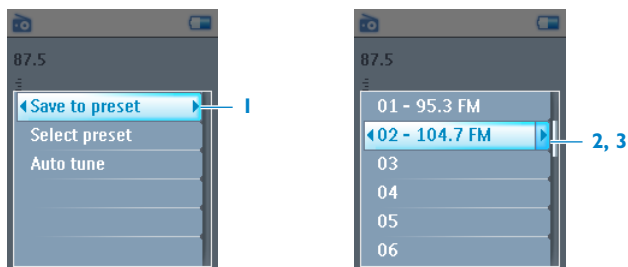 87.5
Save to preset
Select preset
Auto tune
1
87.5
01 - 95.3 FM
02 - 104.7 FM
03
04
05
06
2, 3